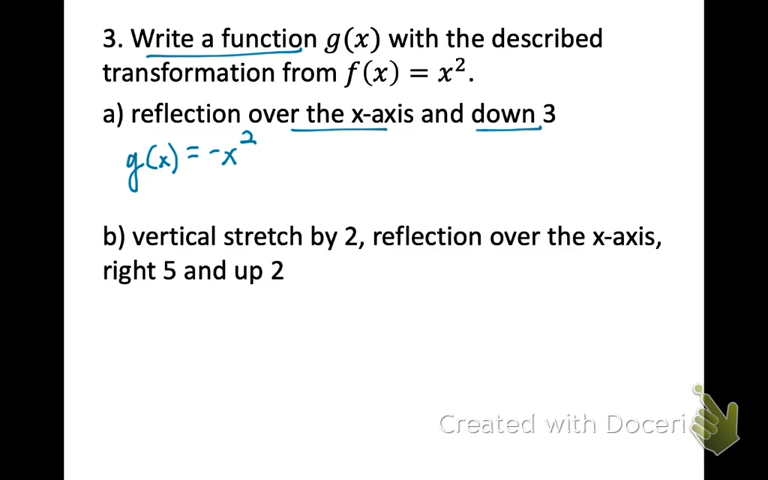 3. Write a function g(x) with the described
transformation from f(x) = x².
a) reflection over the x-axis and down 3
g(x) = -x²
b) vertical stretch by 2, reflection over the x-axis,
right 5 and up 2
Created with Doceri